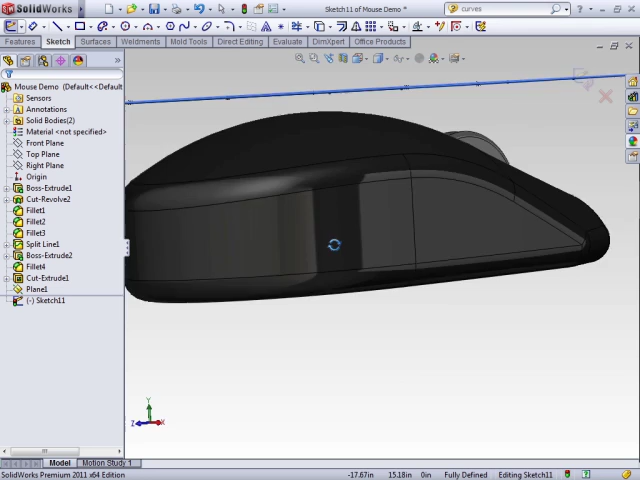 SolidWorks
Sketch11 of Mouse Demo *
curves
Features
Sketch
Surfaces
Weldments
Mold Tools
Direct Editing
Evaluate
DimXpert
Office Products
Mouse Demo (Default<<Default
Sensors
Annotations
Solid Bodies(2)
Material <not specified>
Front Plane
Top Plane
Right Plane
Origin
Boss-Extrude1
Cut-Revolve2
Fillet1
Fillet2
Fillet3
Split Line1
Boss-Extrude2
Fillet4
Cut-Extrude1
Plane1
(-) Sketch11
Y
Z
X
Model
Motion Study 1
SolidWorks Premium 2011 x64 Edition
-17.67in
15.18in
0in
Fully Defined
Editing Sketch11